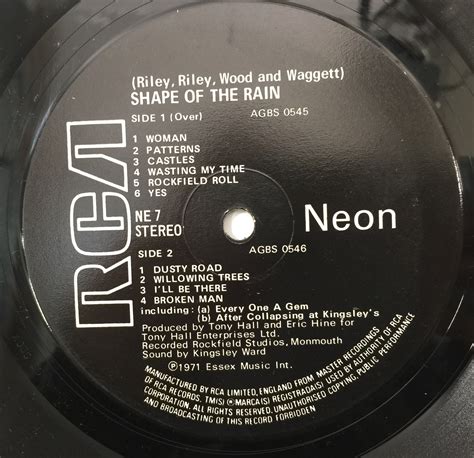 RCA
(Riley, Riley, Wood and Waggett)
SHAPE OF THE RAIN
SIDE 1 (Over) AGBS 0545
1 WOMAN
2 PATTERNS
3 CASTLES
4 WASTING MY TIME
5 ROCKFIELD ROLL
6 YES
NE 7
STEREO
Neon
SIDE 2 AGBS 0546
1 DUSTY ROAD
2 WILLOWING TREES
3 I'LL BE THERE
4 BROKEN MAN
including: (a) Every One A Gem
(b) After Collapsing at Kingsley's
Produced by Tony Hall and Eric Hine for
Tony Hall Enterprises Ltd.
Recorded Rockfield Studios, Monmouth
Sound by Kingsley Ward
Ⓟ1971 Essex Music Int.
MANUFACTURED BY RCA LIMITED, ENGLAND FROM MASTER RECORDINGS
OF RCA RECORDS. TM(S) ® MARCA(S) REGISTRADA(S) USED BY AUTHORITY OF RCA
CORPORATION. ALL RIGHTS RESERVED. UNAUTHORISED COPYING, PUBLIC PERFORMANCE
AND BROADCASTING OF THIS RECORD FORBIDDEN